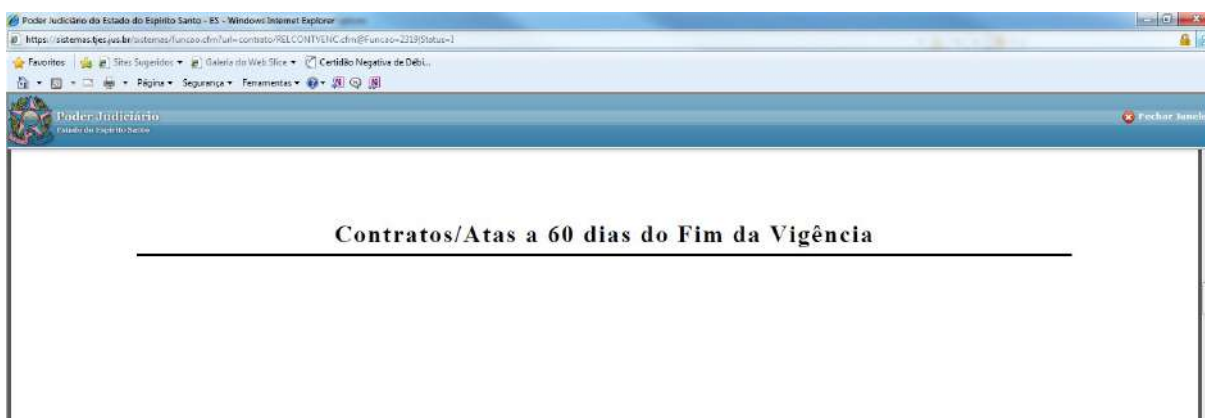 Poder Judiciário do Estado do Espírito Santo - ES - Windows Internet Explorer
https://sistemas.tjes.jus.br/sistemas/funcao.cfm?url=contrato/RELCONTVENC.cfm@Funcao=2319|Status=1
Favoritos Sites Sugeridos Galeria do Web Slice Certidão Negativa de Débi...
Página Segurança Ferramentas
Poder Judiciário Fechar Janela
Estado do Espírito Santo
Contratos/Atas a 60 dias do Fim da Vigência